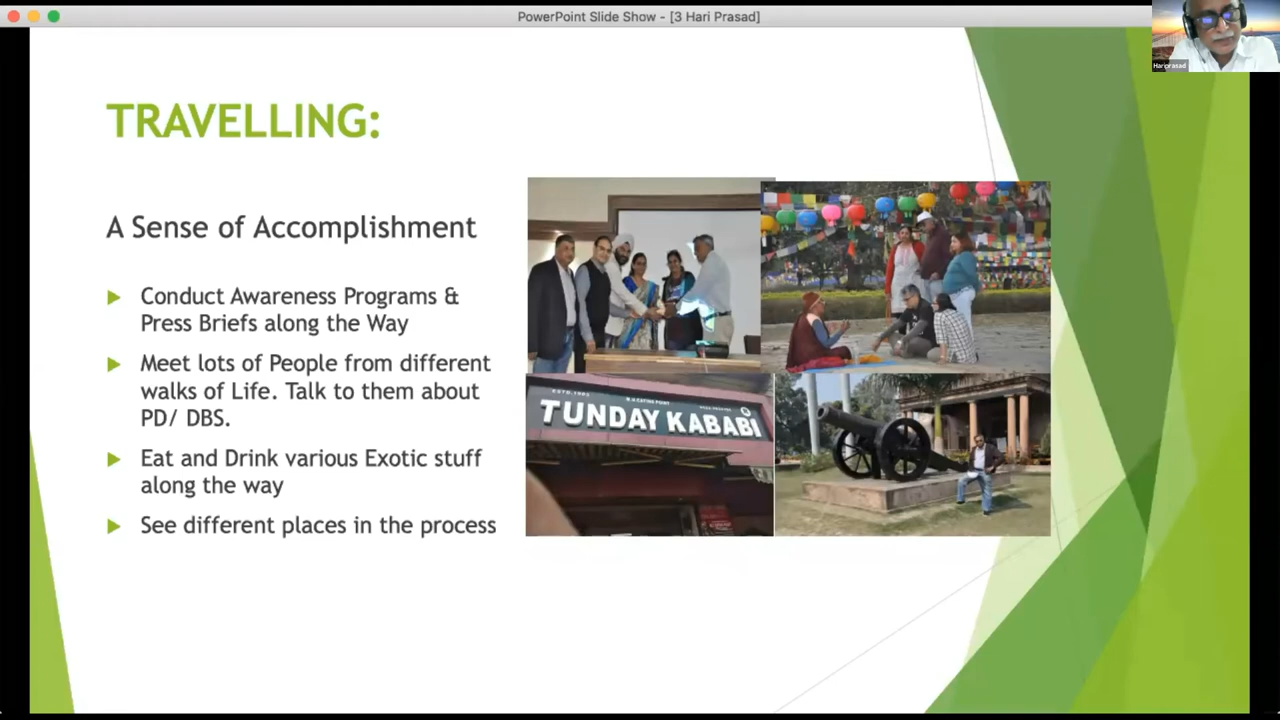 PowerPoint Slide Show - [3 Hari Prasad]
Hariprasad
TRAVELLING:
A Sense of Accomplishment
Conduct Awareness Programs &
Press Briefs along the Way
Meet lots of People from different
walks of Life. Talk to them about
PD/ DBS.
Eat and Drink various Exotic stuff
along the way
See different places in the process
TUNDAY KABABI